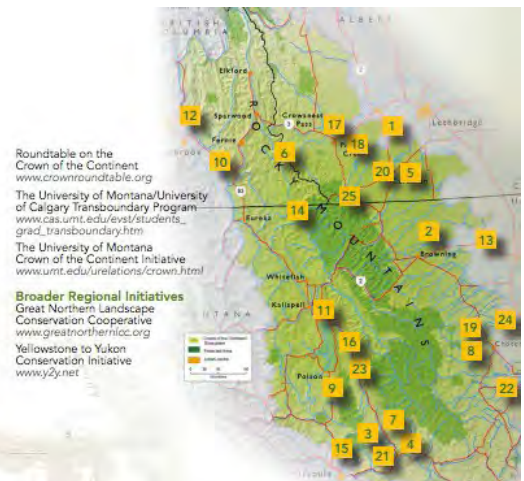 BRITISH
COLUMBIA
ALBERT
Elkford
Sparwood
Crowsnest
Pass
Lethbridge
12
17
1
Fernie
18
Creek
10
6
20
5
ROCKY MOUNTAINS
25
14
Eureka
2
13
Browning
Whitefish
Kalispell
11
24
19
16
8
23
Polson
9
22
7
3
4
15
21
Roundtable on the
Crown of the Continent
www.crownroundtable.org
The University of Montana/University
of Calgary Transboundary Program
www.cas.umt.edu/evst/students_
grad_transboundary.htm
The University of Montana
Crown of the Continent Initiative
www.umt.edu/urelations/crown.html
Broader Regional Initiatives
Great Northern Landscape
Conservation Cooperative
www.greatnorthernlcc.org
Yellowstone to Yukon
Conservation Initiative
www.y2y.net